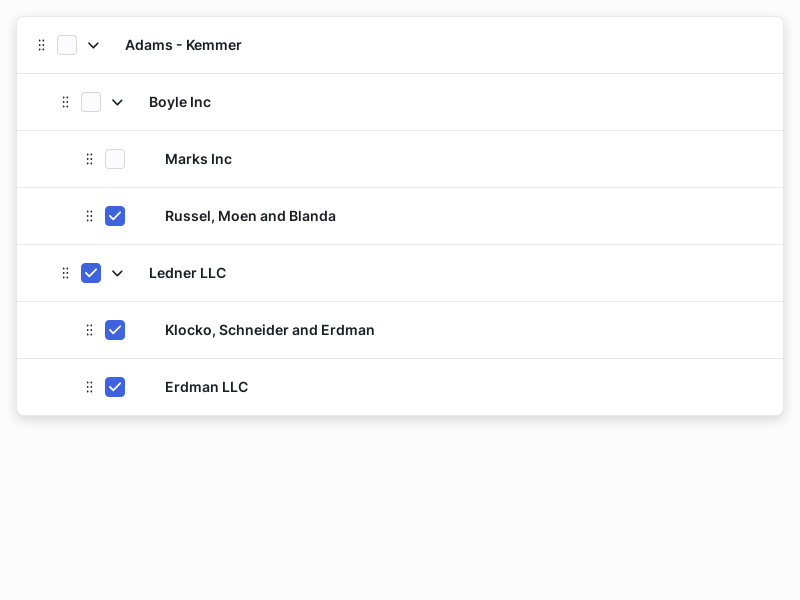 Adams - Kemmer
Boyle Inc
Marks Inc
Russel, Moen and Blanda
Ledner LLC
Klocko, Schneider and Erdman
Erdman LLC